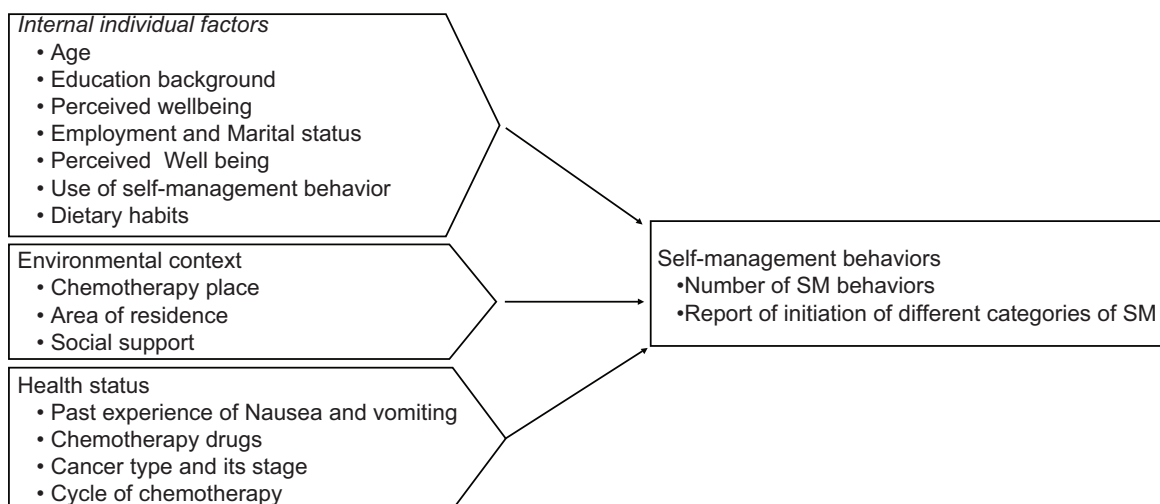 Internal individual factors
• Age
• Education background
• Perceived wellbeing
• Employment and Marital status
• Perceived Well being
• Use of self-management behavior
• Dietary habits
Environmental context
• Chemotherapy place
• Area of residence
• Social support
Health status
• Past experience of Nausea and vomiting
• Chemotherapy drugs
• Cancer type and its stage
• Cycle of chemotherapy
Self-management behaviors
•Number of SM behaviors
•Report of initiation of different categories of SM